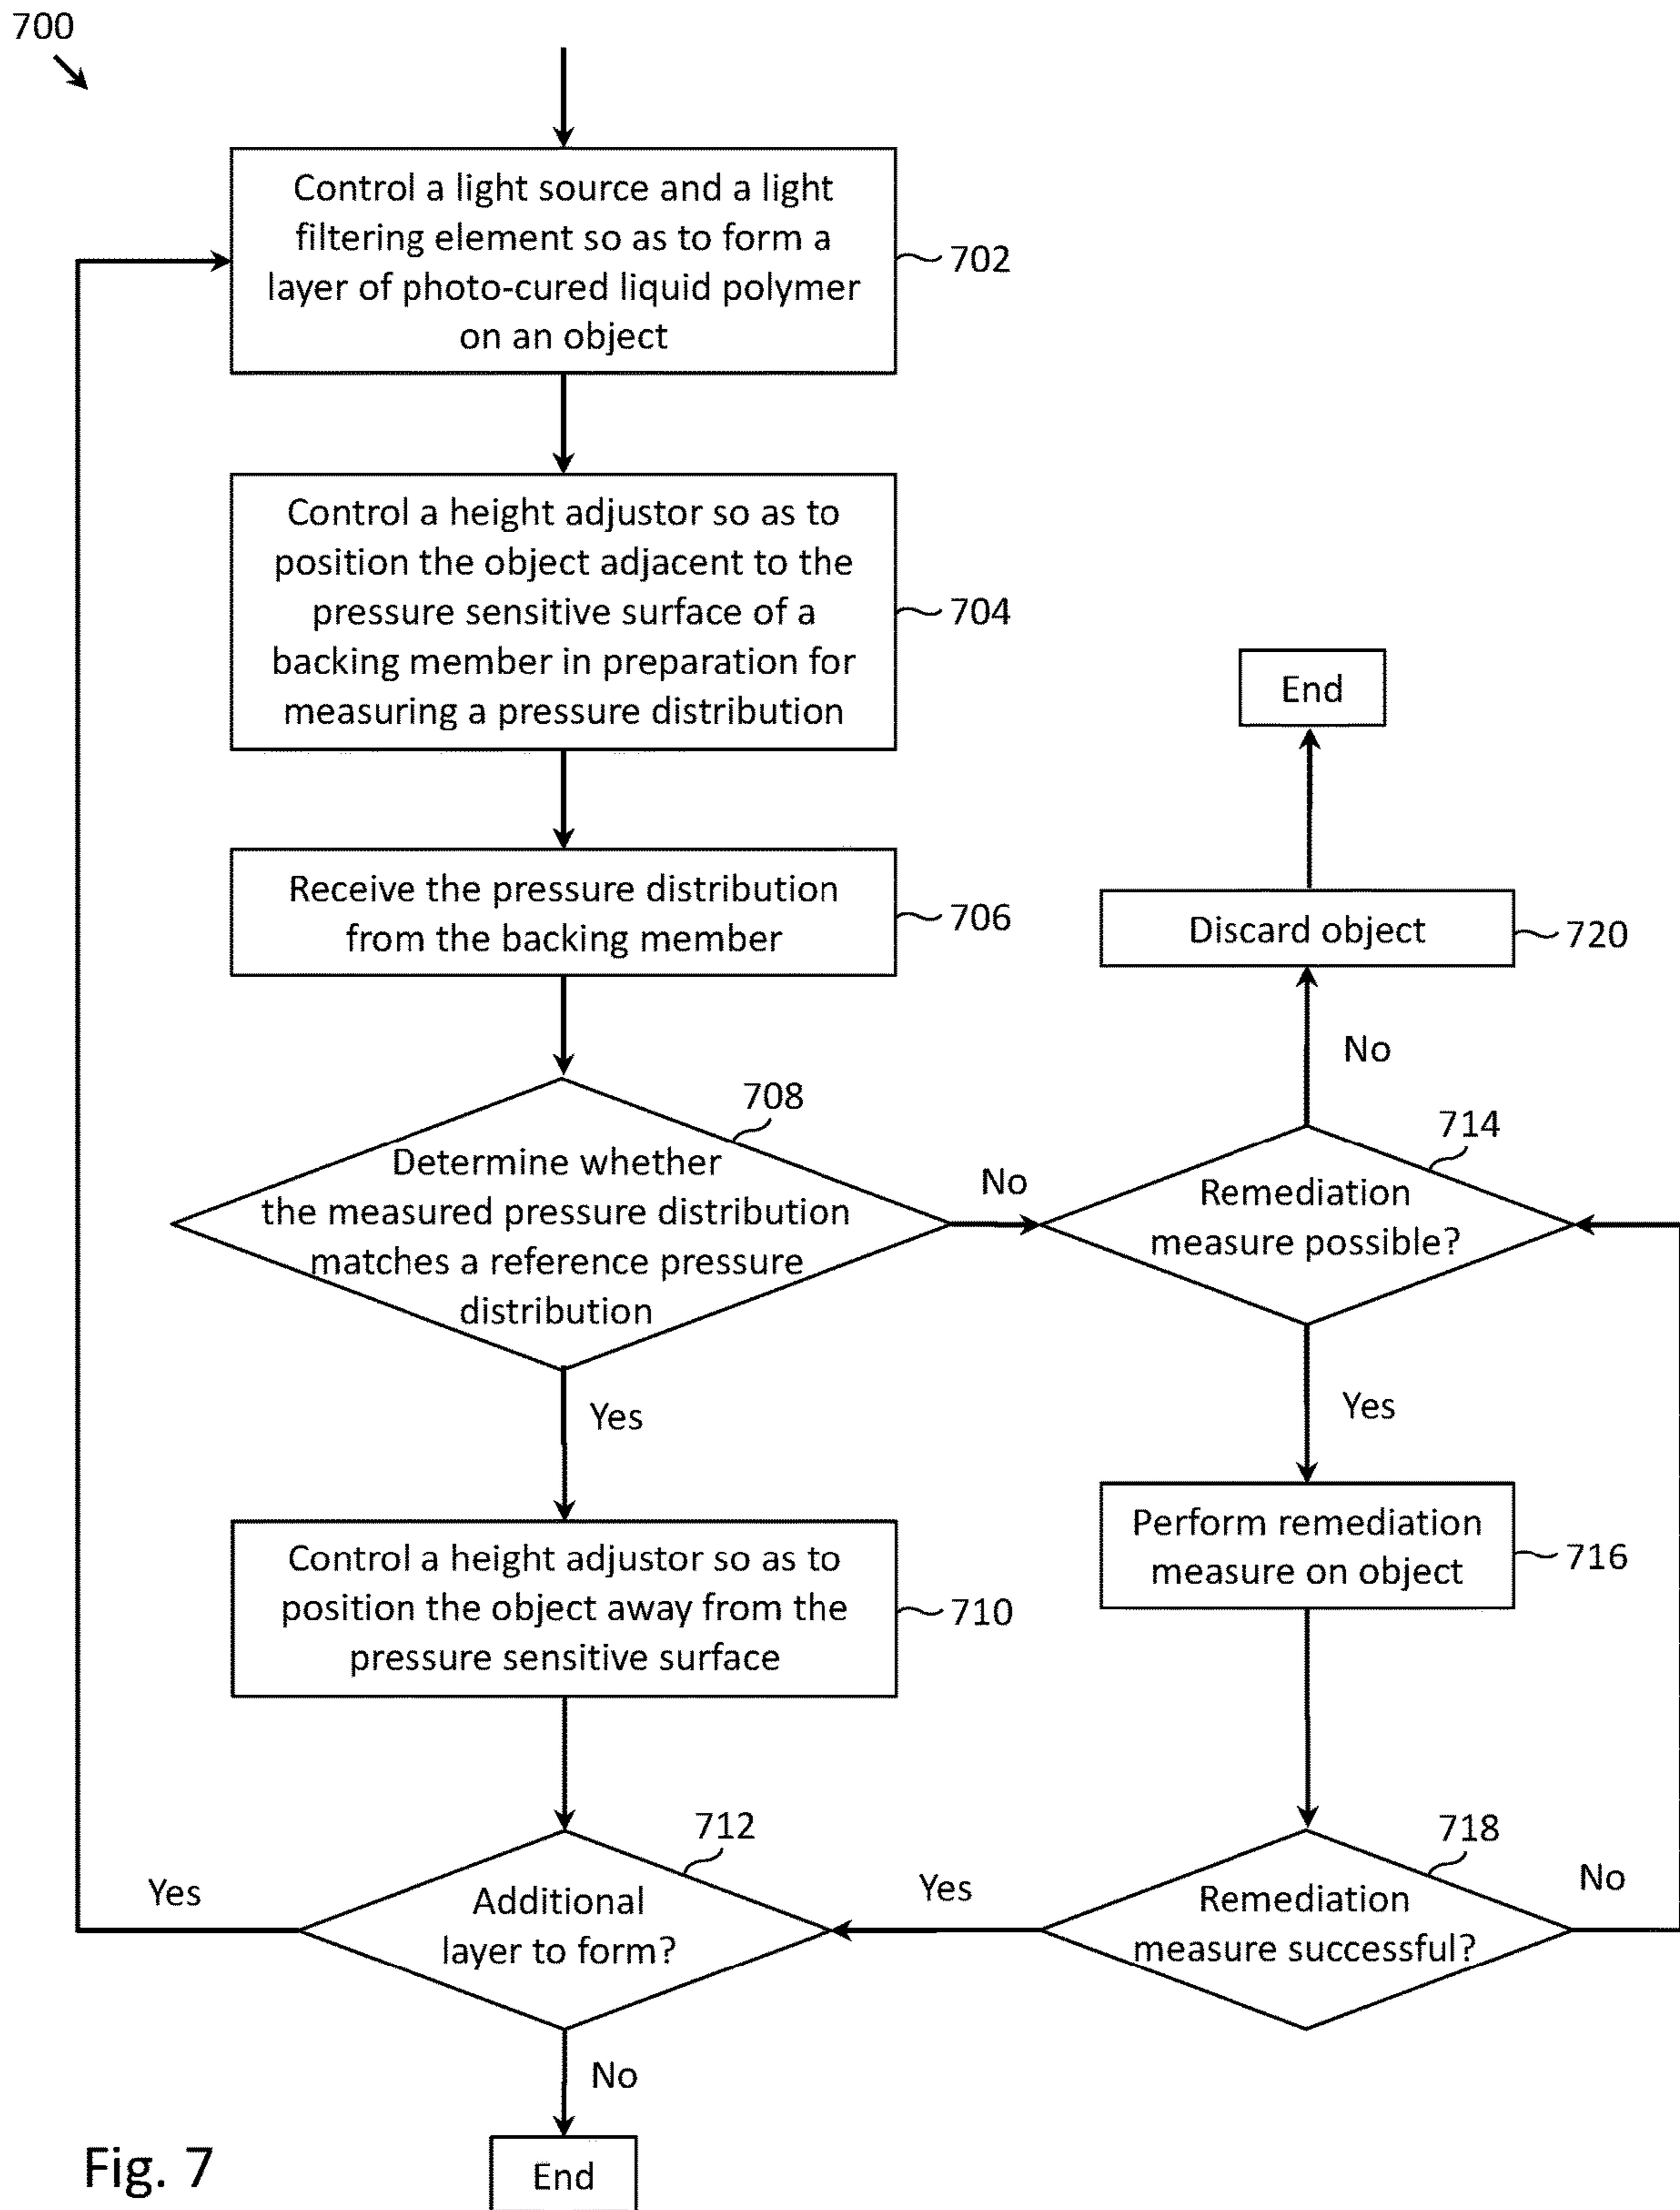 700
Control a light source and a light
filtering element so as to form a
layer of photo-cured liquid polymer
on an object
702
Control a height adjustor so as to
position the object adjacent to the
pressure sensitive surface of a
backing member in preparation for
measuring a pressure distribution
704
End
Receive the pressure distribution
from the backing member
706
Discard object
720
No
708
Determine whether
the measured pressure distribution
matches a reference pressure
distribution
No
714
Remediation
measure possible?
Yes
Yes
Control a height adjustor so as to
position the object away from the
pressure sensitive surface
710
Perform remediation
measure on object
716
712
Additional
layer to form?
Yes
Yes
718
Remediation
measure successful?
No
No
End
Fig. 7